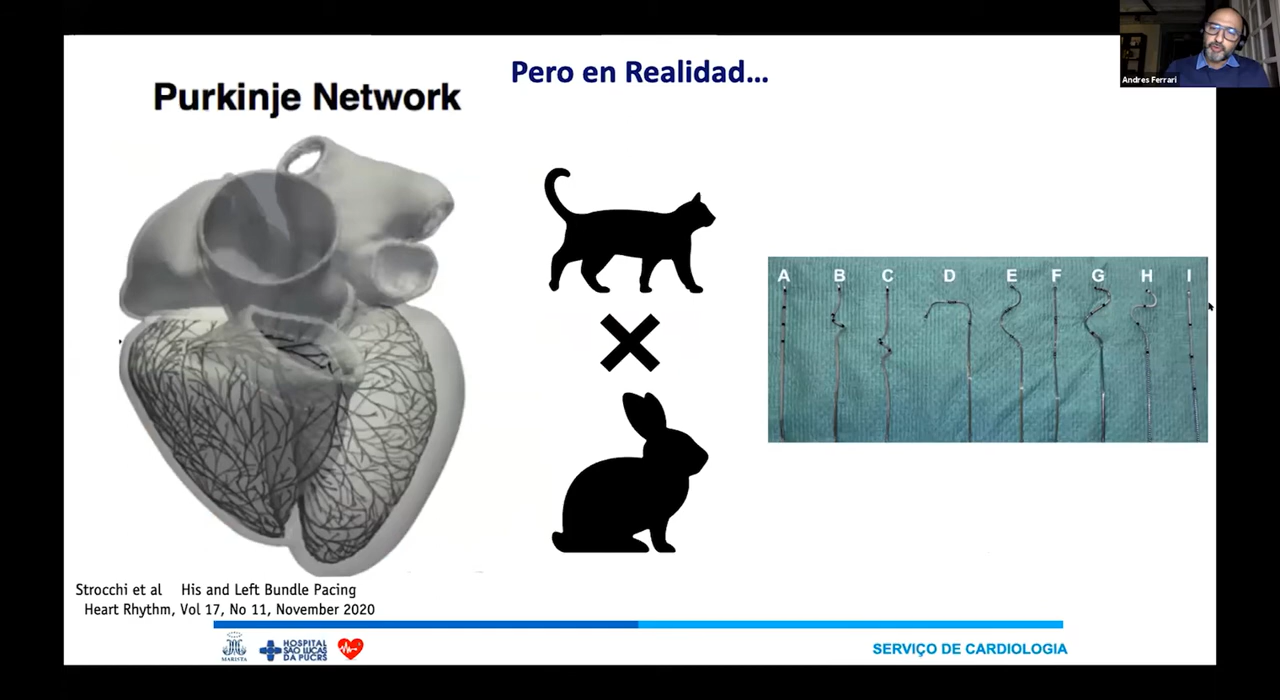 Pero en Realidad...
Purkinje Network
Andres Ferrari
A B C D E F G H I
Strocchi et al His and Left Bundle Pacing
Heart Rhythm, Vol 17, No 11, November 2020
MARISTA
HOSPITAL
SÃO LUCAS
DA PUCRS
SERVIÇO DE CARDIOLOGIA